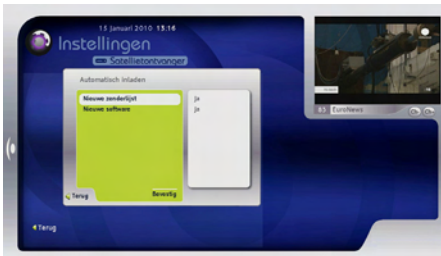 15 januari 2010 15:16
Instellingen
Satellietontvanger
Automatisch inladen
Nieuwe zenderlijst Ja
Nieuwe software Ja
Terug Bevestig
83 EuroNews
Terug